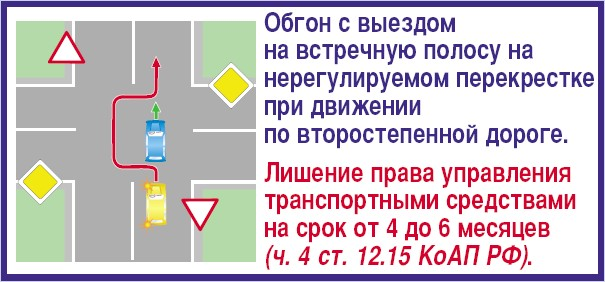 Обгон с выездом
на встречную полосу на
нерегулируемом перекрестке
при движении
по второстепенной дороге.
Лишение права управления
транспортными средствами
на срок от 4 до 6 месяцев
(ч. 4 ст. 12.15 КоАП РФ).